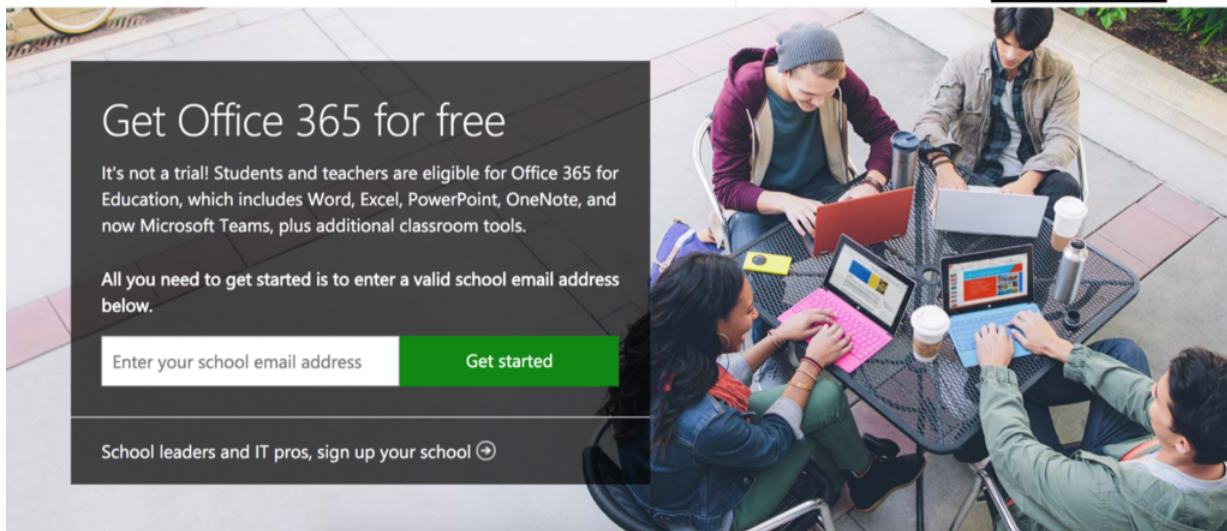 Get Office 365 for free
It's not a trial! Students and teachers are eligible for Office 365 for
Education, which includes Word, Excel, PowerPoint, OneNote, and
now Microsoft Teams, plus additional classroom tools.
All you need to get started is to enter a valid school email address
below.
Enter your school email address
Get started
School leaders and IT pros, sign up your school